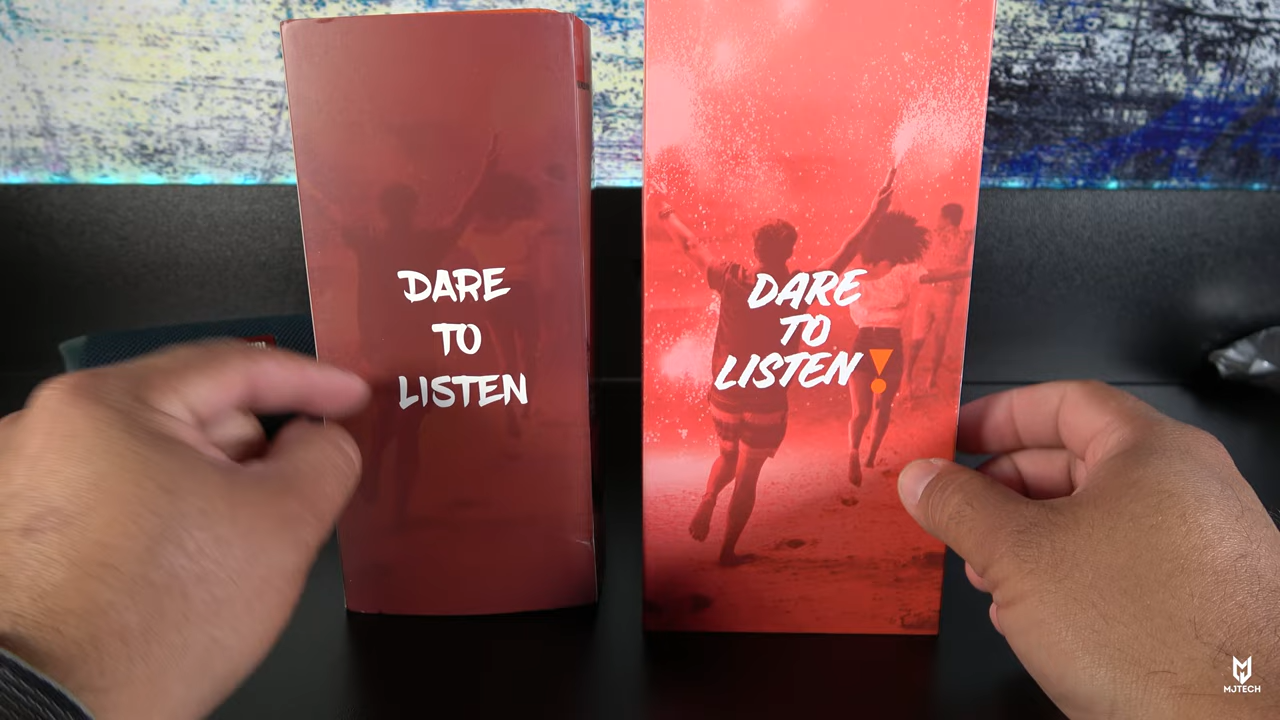 DARE
TO
LISTEN
DARE
TO
LISTEN!
MJTECH